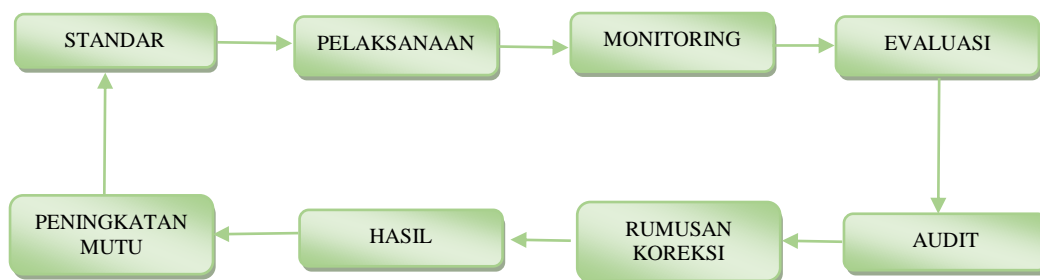 STANDAR
PELAKSANAAN
MONITORING
EVALUASI
PENINGKATAN
MUTU
HASIL
RUMUSAN
KOREKSI
AUDIT